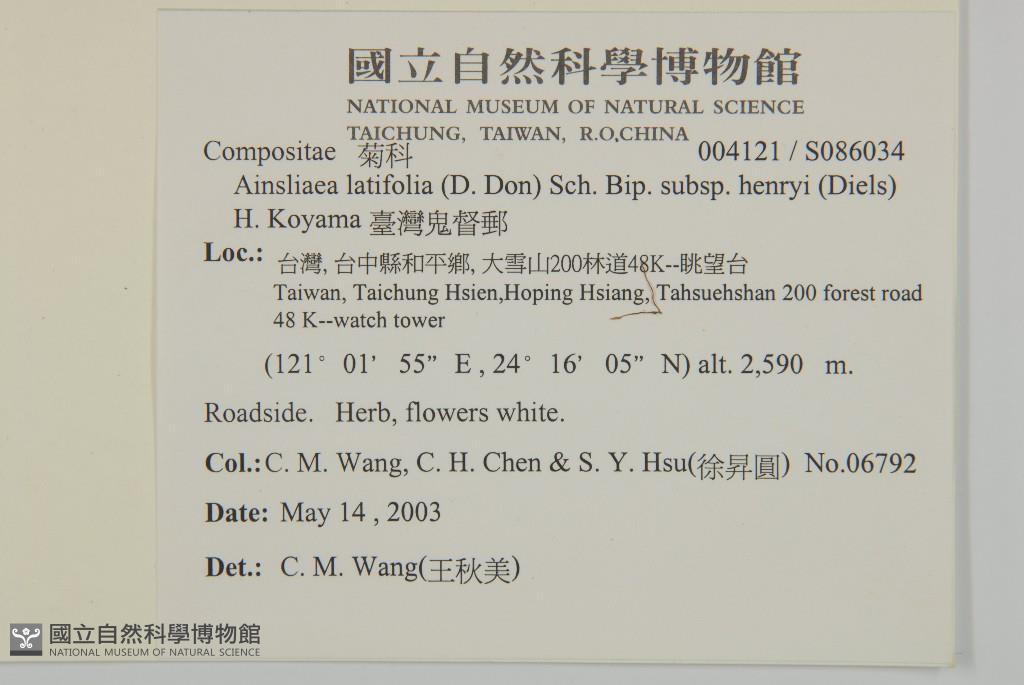 國立自然科學博物館
NATIONAL MUSEUM OF NATURAL SCIENCE
TAICHUNG, TAIWAN, R.O.CHINA
Compositae 菊科 004121 / S086034
Ainsliaea latifolia (D. Don) Sch. Bip. subsp. henryi (Diels)
H. Koyama 臺灣鬼督郵
Loc.: 台灣, 台中縣和平鄉, 大雪山200林道48K--眺望台
Taiwan, Taichung Hsien,Hoping Hsiang, Tahsuehshan 200 forest road
48 K--watch tower
(121° 01' 55” E , 24° 16' 05” N) alt. 2,590 m.
Roadside. Herb, flowers white.
Col.: C. M. Wang, C. H. Chen & S. Y. Hsu(徐昇圓) No.06792
Date: May 14 , 2003
Det.: C. M. Wang(王秋美)
國立自然科學博物館
NATIONAL MUSEUM OF NATURAL SCIENCE